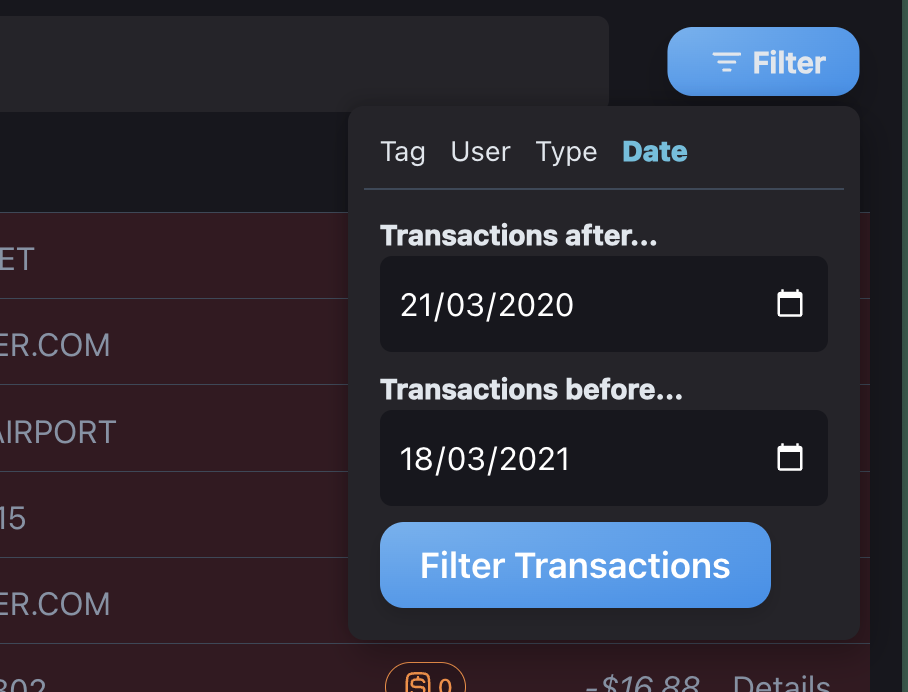 Filter
Tag User Type Date
Transactions after...
21/03/2020
Transactions before...
18/03/2021
Filter Transactions
ET
ER.COM
AIRPORT
15
ER.COM
302 0 -$16.88 Details